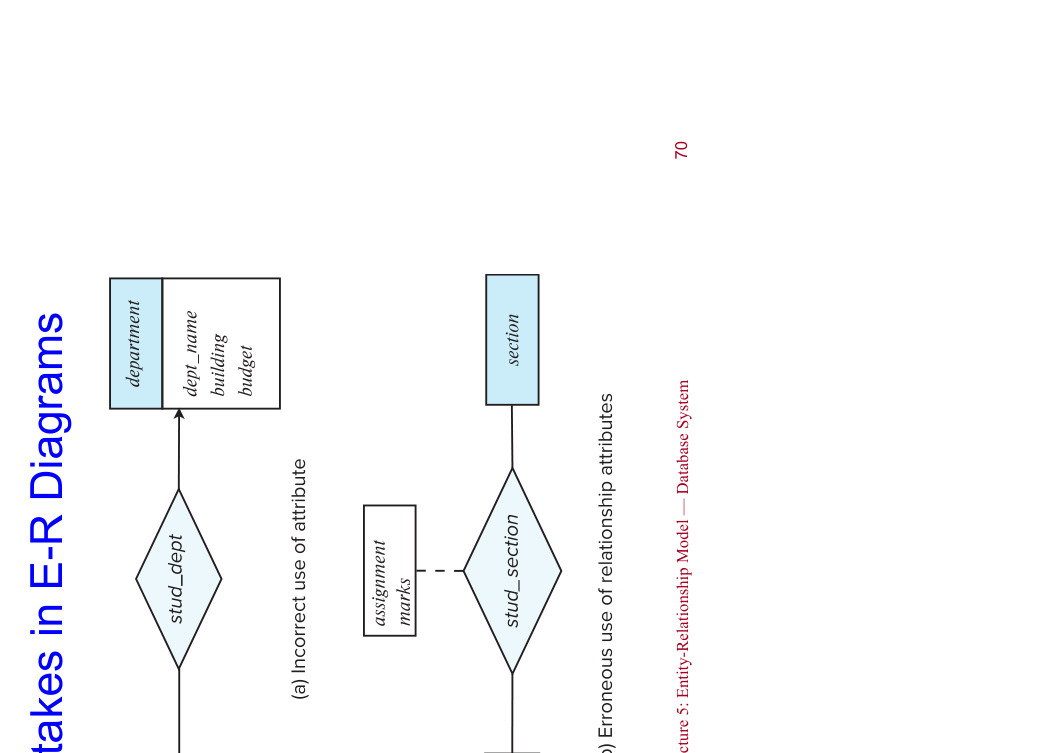 takes in E-R Diagrams
stud_dept
department
dept_name
building
budget
(a) Incorrect use of attribute
assignment
marks
stud_section
section
) Erroneous use of relationship attributes
cture 5: Entity-Relationship Model — Database System
70